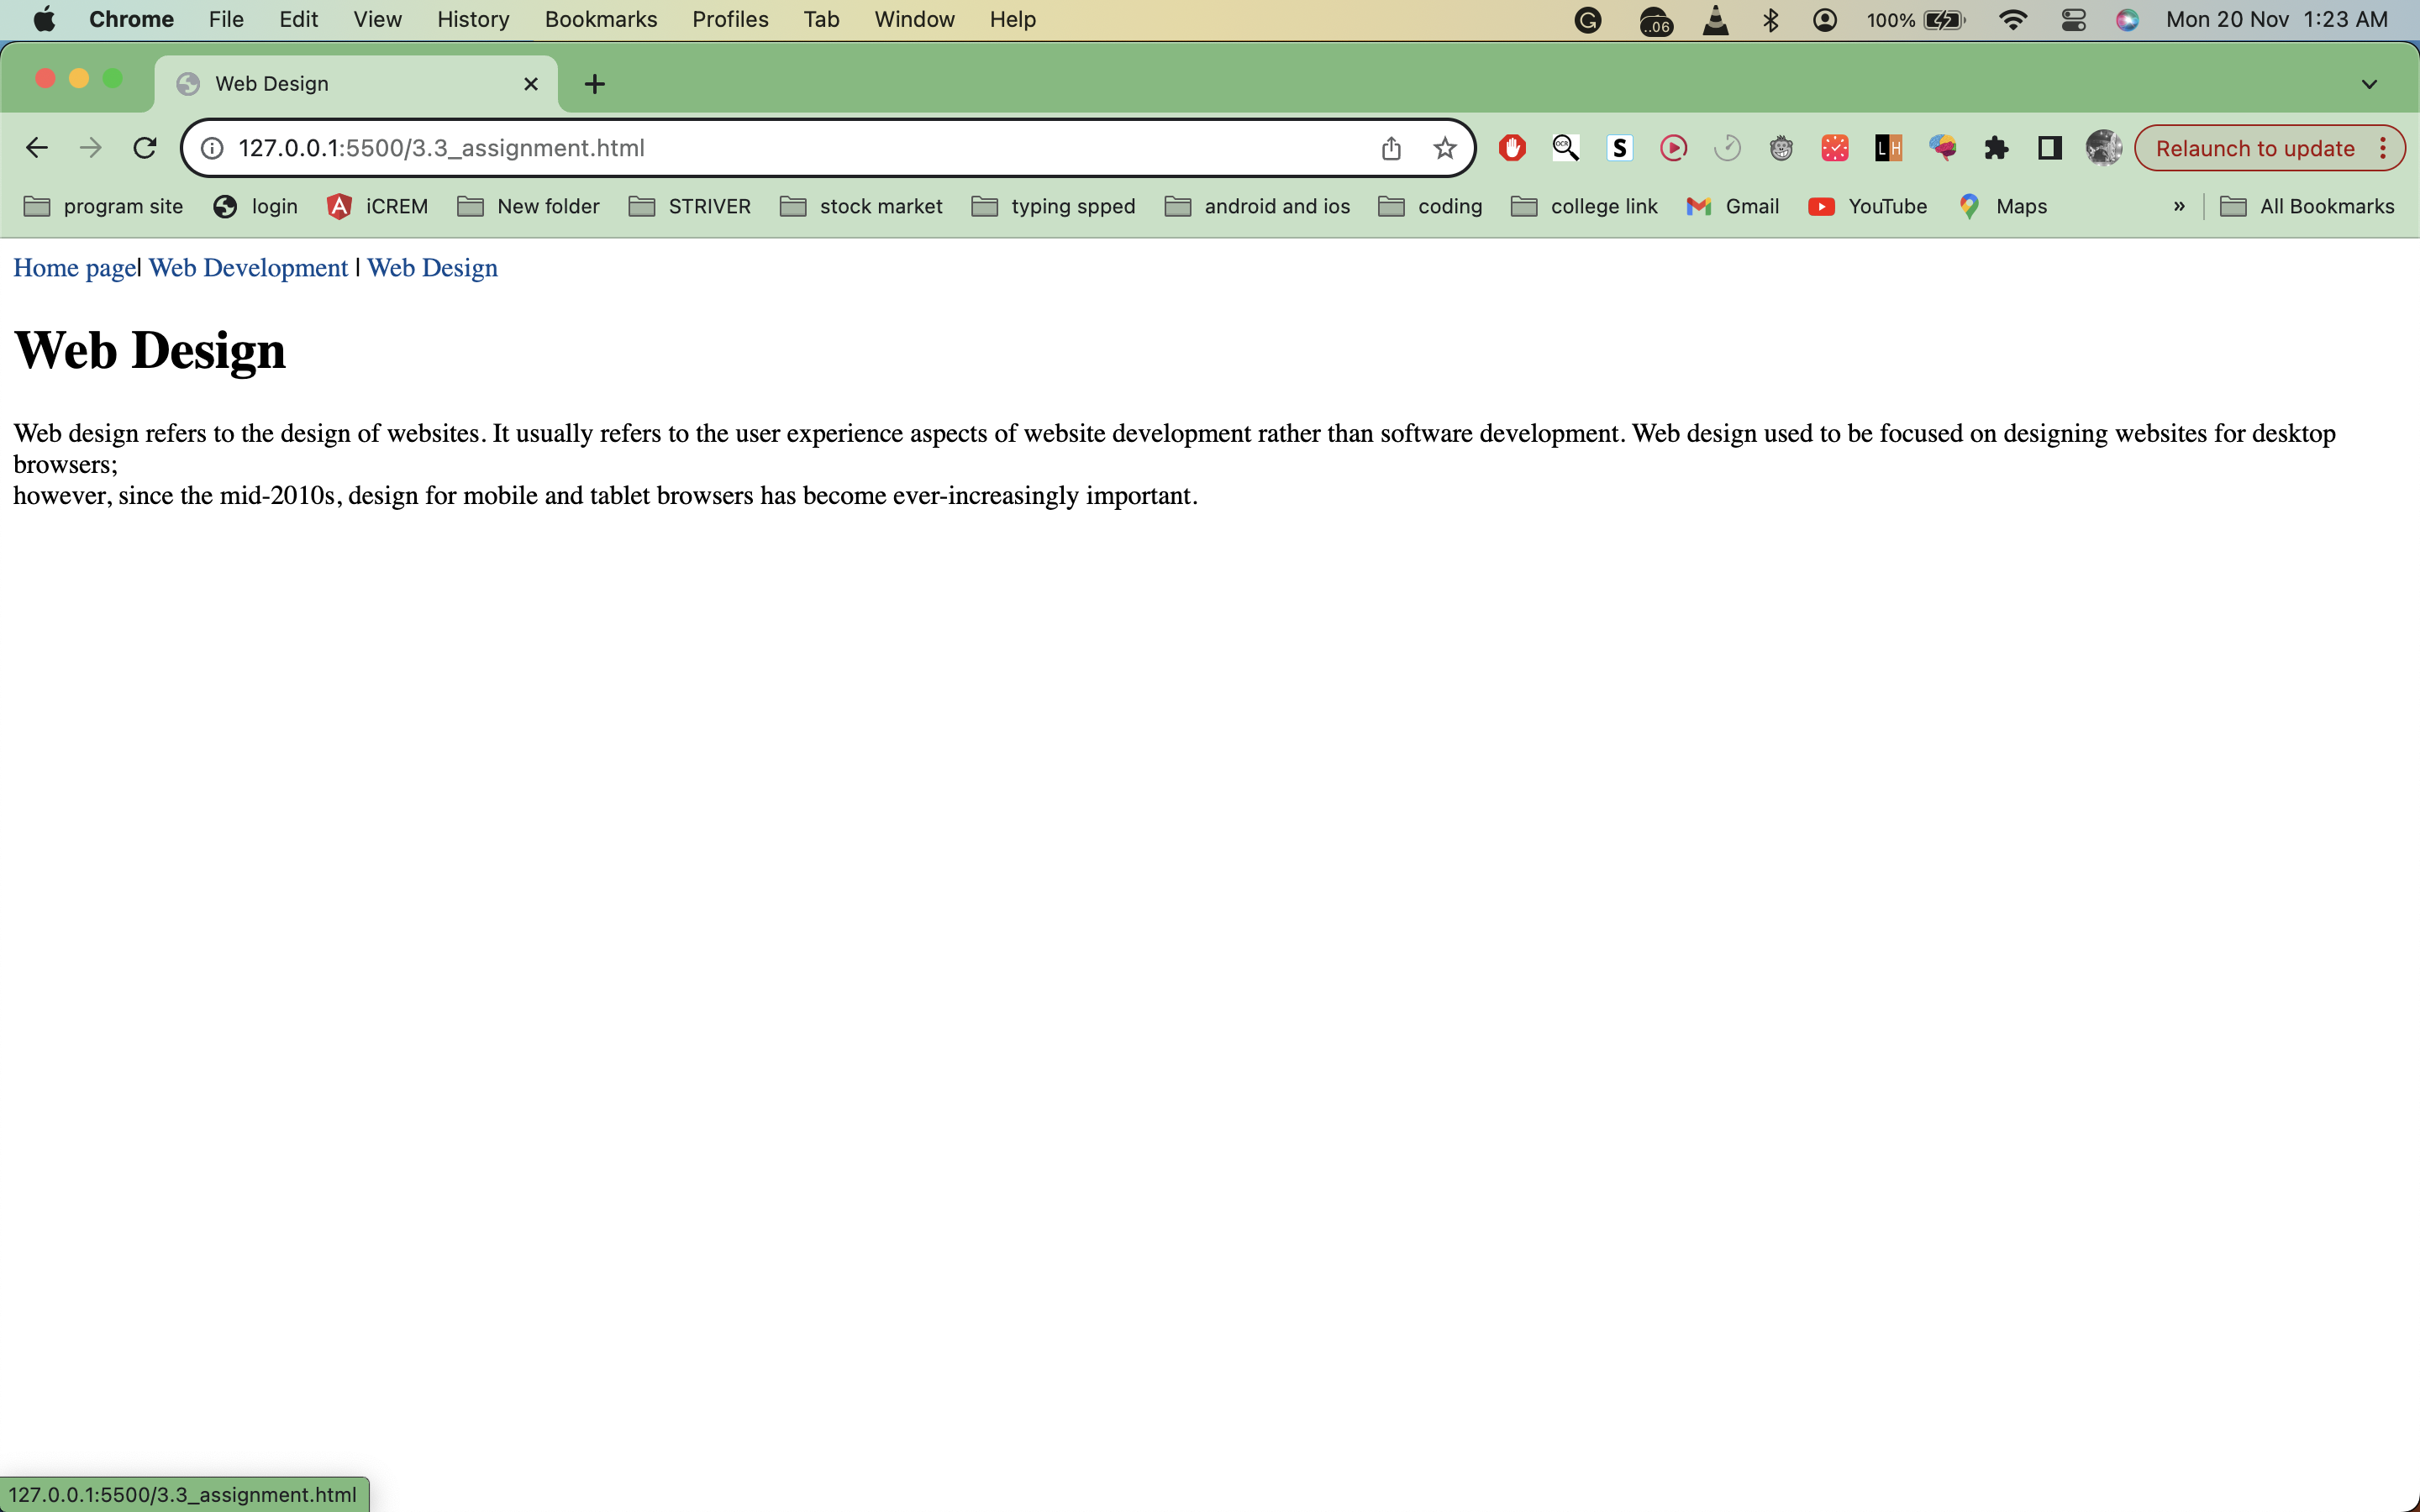 Chrome File Edit View History Bookmarks Profiles Tab Window Help ..06 100% Mon 20 Nov 1:23 AM
Web Design
127.0.0.1:5500/3.3_assignment.html OCR S LH Relaunch to update
program site login iCREM New folder STRIVER stock market typing spped android and ios coding college link Gmail YouTube Maps » All Bookmarks
Home page| Web Development | Web Design
Web Design
Web design refers to the design of websites. It usually refers to the user experience aspects of website development rather than software development. Web design used to be focused on designing websites for desktop
browsers;
however, since the mid-2010s, design for mobile and tablet browsers has become ever-increasingly important.
127.0.0.1:5500/3.3_assignment.html